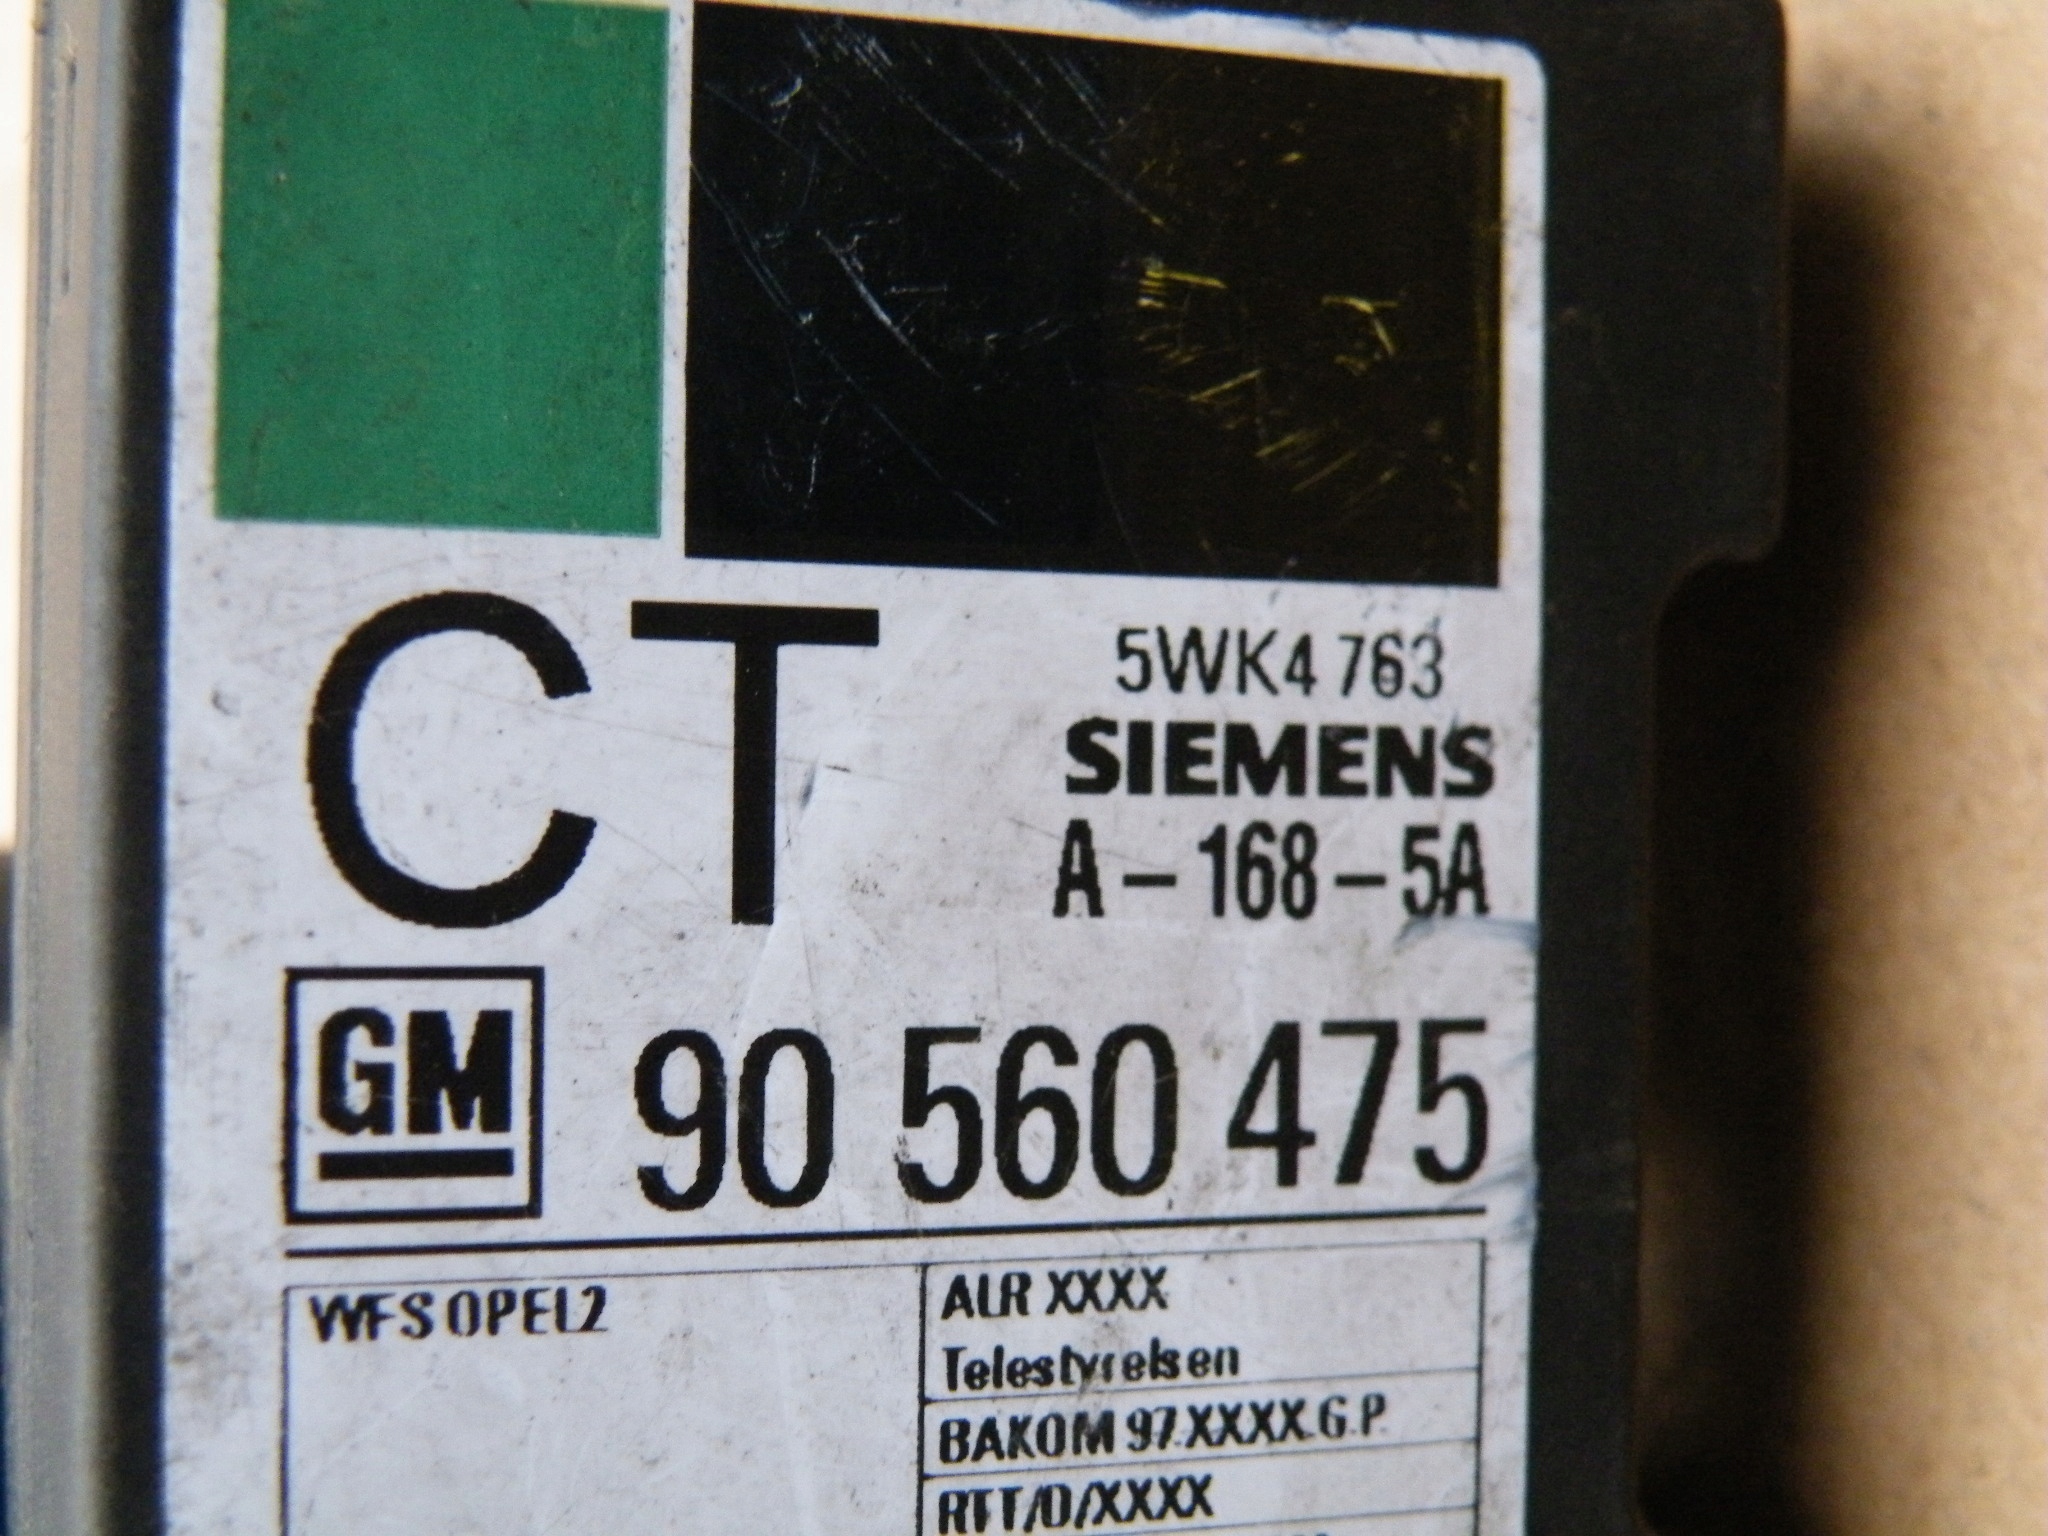 CT
5WK4 763
SIEMENS
A-168-5A
GM
90 560 475
WFS OPEL2
ALR XXXX
Telestyrelsen
BAKOM 97.XXXX.G.P.
RTT/D/XXXX